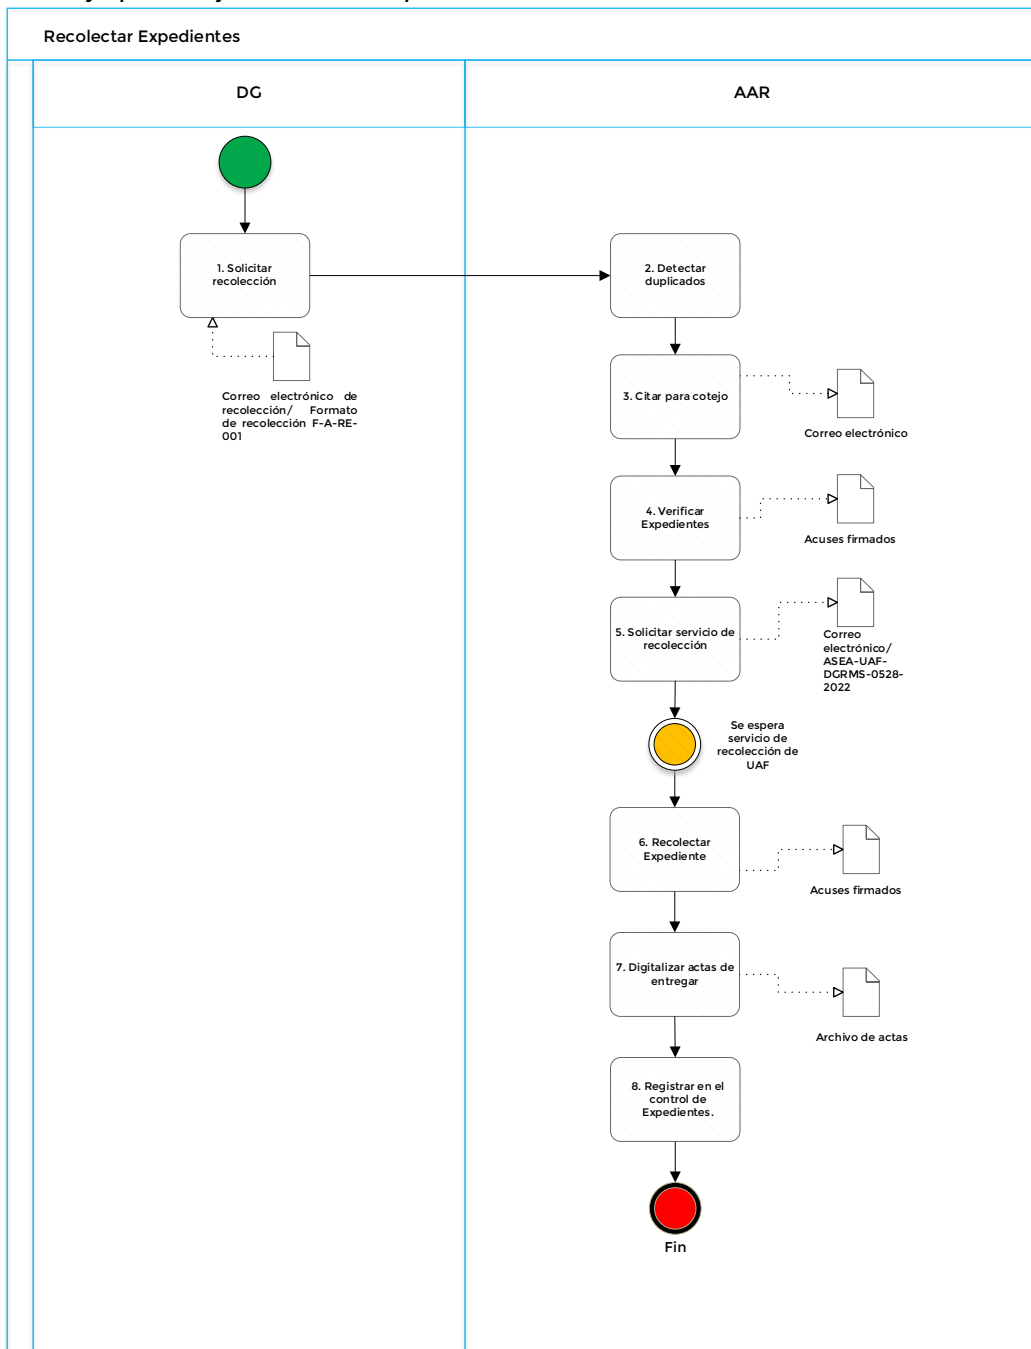 Recolectar Expedientes
DG
AAR
1. Solicitar
recolección
Correo electrónico de
recolección/ Formato
de recolección F-A-RE-
001
2. Detectar
duplicados
3. Citar para cotejo
Correo electrónico
4. Verificar
Expedientes
Acuses firmados
5. Solicitar servicio de
recolección
Correo
electrónico/
ASEA-UAF-
DGRMS-0528-
2022
Se espera
servicio de
recolección de
UAF
6. Recolectar
Expediente
Acuses firmados
7. Digitalizar actas de
entregar
Archivo de actas
8. Registrar en el
control de
Expedientes.
Fin